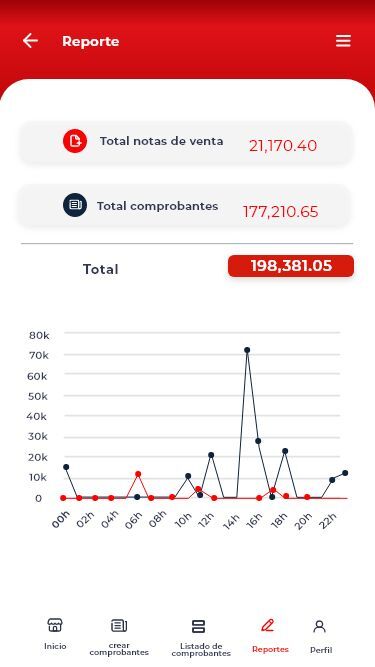 Reporte
Total notas de venta 21,170.40
Total comprobantes 177,210.65
Total 198,381.05
80k
70k
60k
50k
40k
30k
20k
10k
0
00h 02h 04h 06h 08h 10h 12h 14h 16h 18h 20h 22h
Inicio
crear
comprobantes
Listado de
comprobantes
Reportes
Perfil